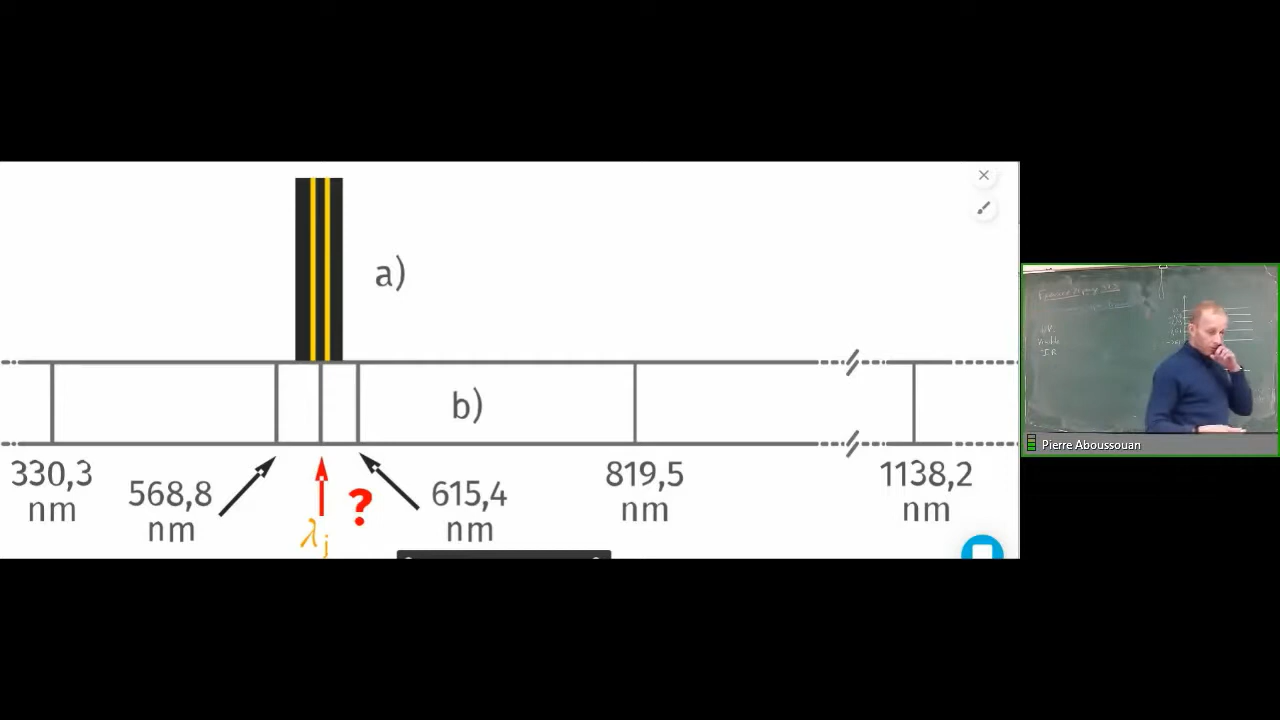 a)
b)
330,3
nm
568,8
nm
λj
?
615,4
nm
819,5
nm
1138,2
nm
I.R
Pierre Aboussouan